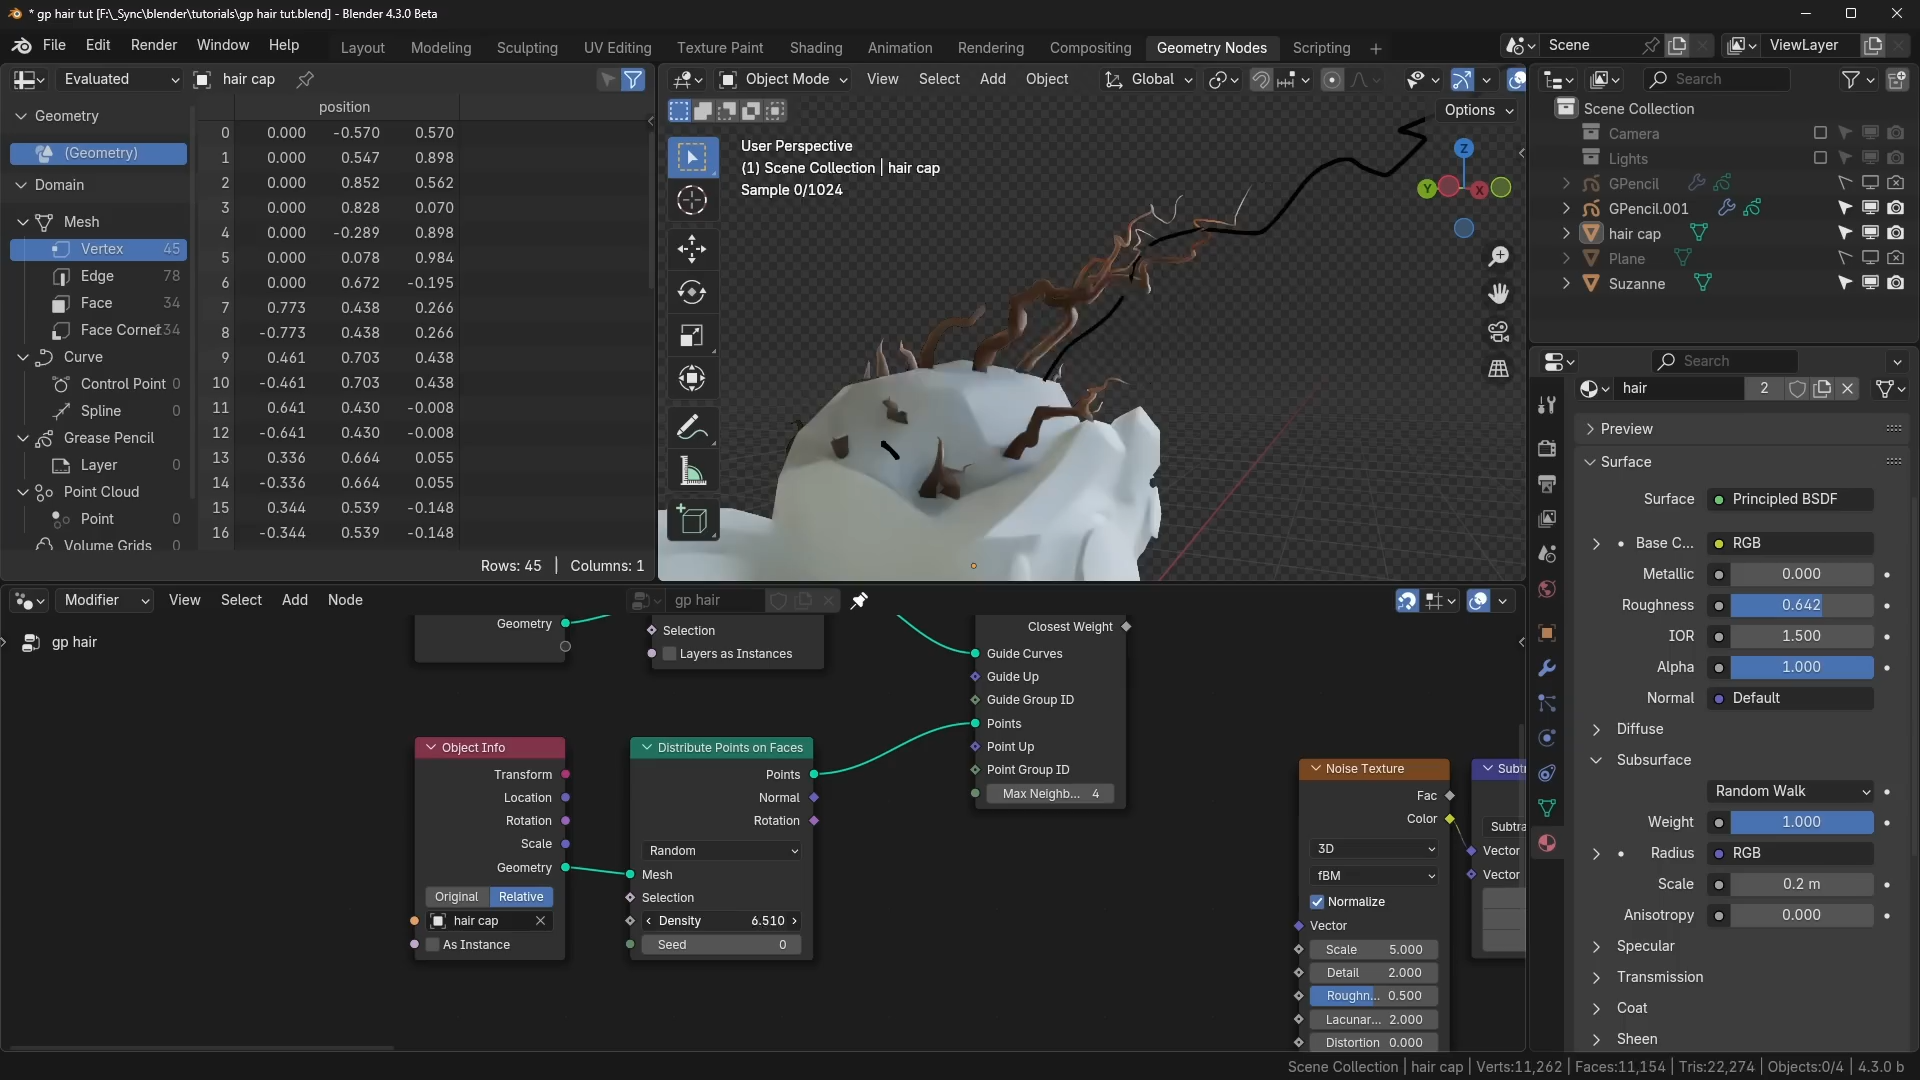 * gp hair tut [F:\_Sync\blender\tutorials\gp hair tut.blend] - Blender 4.3.0 Beta
File Edit Render Window Help Layout Modeling Sculpting UV Editing Texture Paint Shading Animation Rendering Compositing Geometry Nodes Scripting + Scene ViewLayer
Evaluated hair cap
Object Mode View Select Add Object Global
Search
Options
Geometry
(Geometry)
Domain
Mesh
Vertex 45
Edge 78
Face 34
Face Corner 134
Curve
Control Point 0
Spline 0
Grease Pencil
Layer 0
Point Cloud
Point 0
Volume Grids 0
position
0 0.000 -0.570 0.570
1 0.000 0.547 0.898
2 0.000 0.852 0.562
3 0.000 0.828 0.070
4 0.000 -0.289 0.898
5 0.000 0.078 0.984
6 0.000 0.672 -0.195
7 0.773 0.438 0.266
8 -0.773 0.438 0.266
9 0.461 0.703 0.438
10 -0.461 0.703 0.438
11 0.641 0.430 -0.008
12 -0.641 0.430 -0.008
13 0.336 0.664 0.055
14 -0.336 0.664 0.055
15 0.344 0.539 -0.148
16 -0.344 0.539 -0.148
Rows: 45 | Columns: 1
User Perspective
(1) Scene Collection | hair cap
Sample 0/1024
Z
Y
X
Scene Collection
Camera
Lights
GPencil
GPencil.001
hair cap
Plane
Suzanne
Search
hair 2
Preview
Surface
Surface Principled BSDF
Base C... RGB
Metallic 0.000
Roughness 0.642
IOR 1.500
Alpha 1.000
Normal Default
Diffuse
Subsurface
Random Walk
Weight 1.000
Radius RGB
Scale 0.2 m
Anisotropy 0.000
Specular
Transmission
Coat
Sheen
Modifier View Select Add Node gp hair
gp hair
Geometry
Selection
Layers as Instances
Closest Weight
Guide Curves
Guide Up
Guide Group ID
Points
Point Up
Point Group ID
Max Neighb... 4
Object Info
Transform
Location
Rotation
Scale
Geometry
Original Relative
hair cap
As Instance
Distribute Points on Faces
Points
Normal
Rotation
Random
Mesh
Selection
Density 6.510
Seed 0
Noise Texture
Fac
Color
3D
fBM
Normalize
Vector
Scale 5.000
Detail 2.000
Roughn... 0.500
Lacunar... 2.000
Distortion 0.000
Subtr
Subtra
Vector
Vector
Scene Collection | hair cap | Verts:11,262 | Faces:11,154 | Tris:22,274 | Objects:0/4 | 4.3.0 b